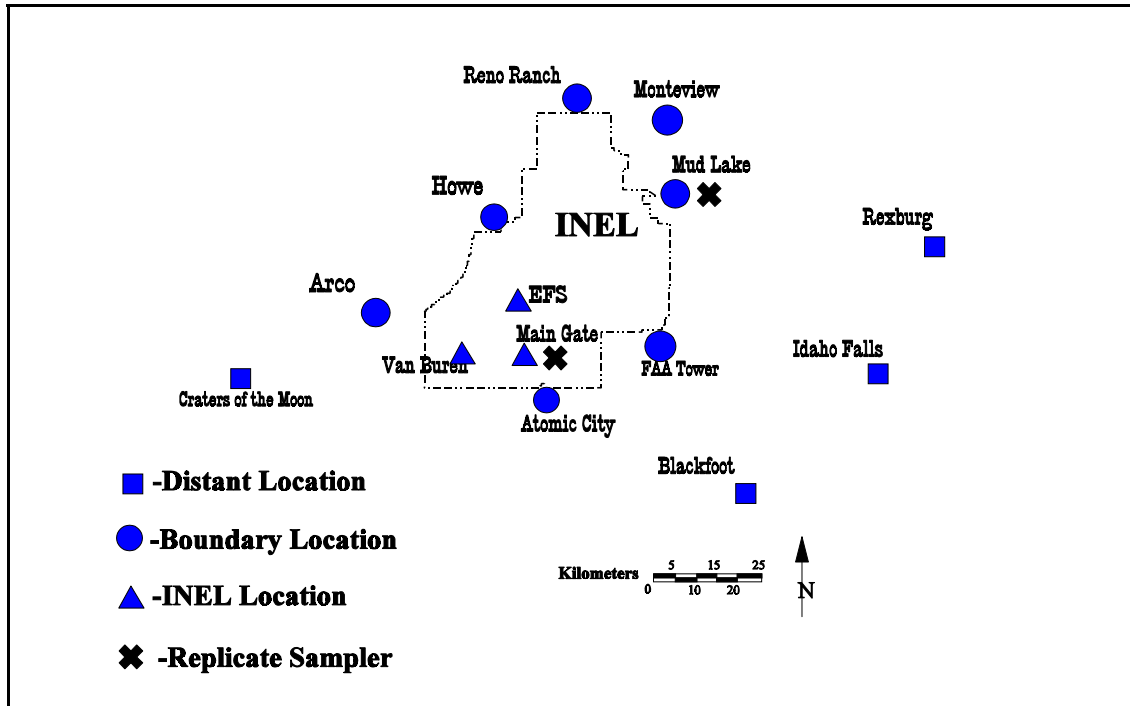 Reno Ranch
Monteview
Mud Lake
Howe
INEL
Rexburg
Arco
EFS
Main Gate
Van Buren
FAA Tower
Idaho Falls
Craters of the Moon
Atomic City
Blackfoot
-Distant Location
-Boundary Location
-INEL Location
-Replicate Sampler
Kilometers
5 15 25
0 10 20
N